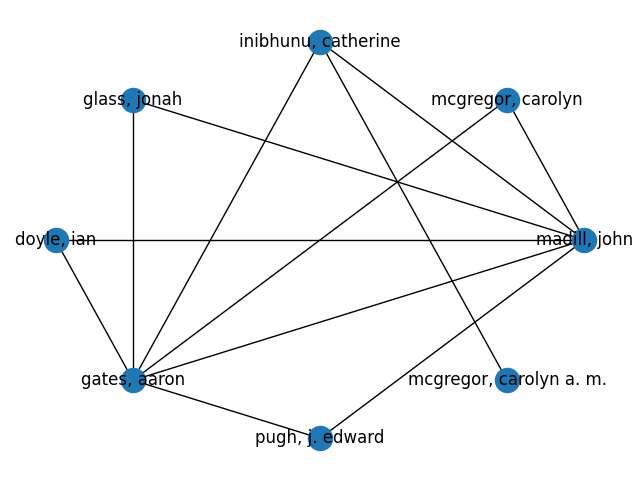 inibhunu, catherine
glass, jonah
mcgregor, carolyn
doyle, ian
madill, john
gates, aaron
mcgregor, carolyn a. m.
pugh, j. edward